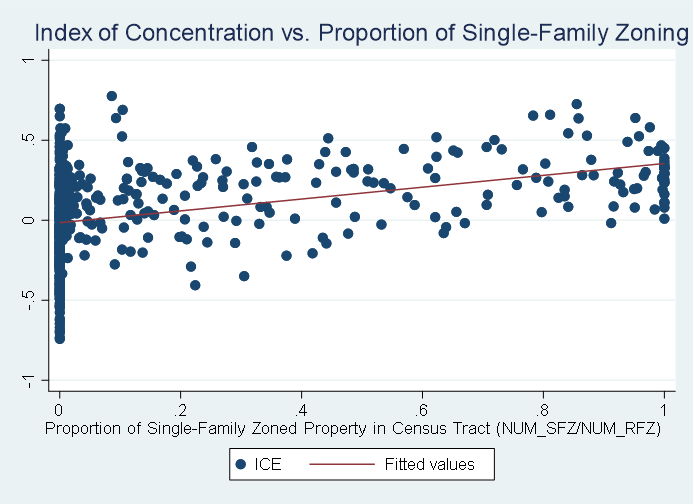 Index of Concentration vs. Proportion of Single-Family Zoning
1
.5
0
-.5
-1
0 .2 .4 .6 .8 1
Proportion of Single-Family Zoned Property in Census Tract (NUM_SFZ/NUM_RFZ)
ICE Fitted values